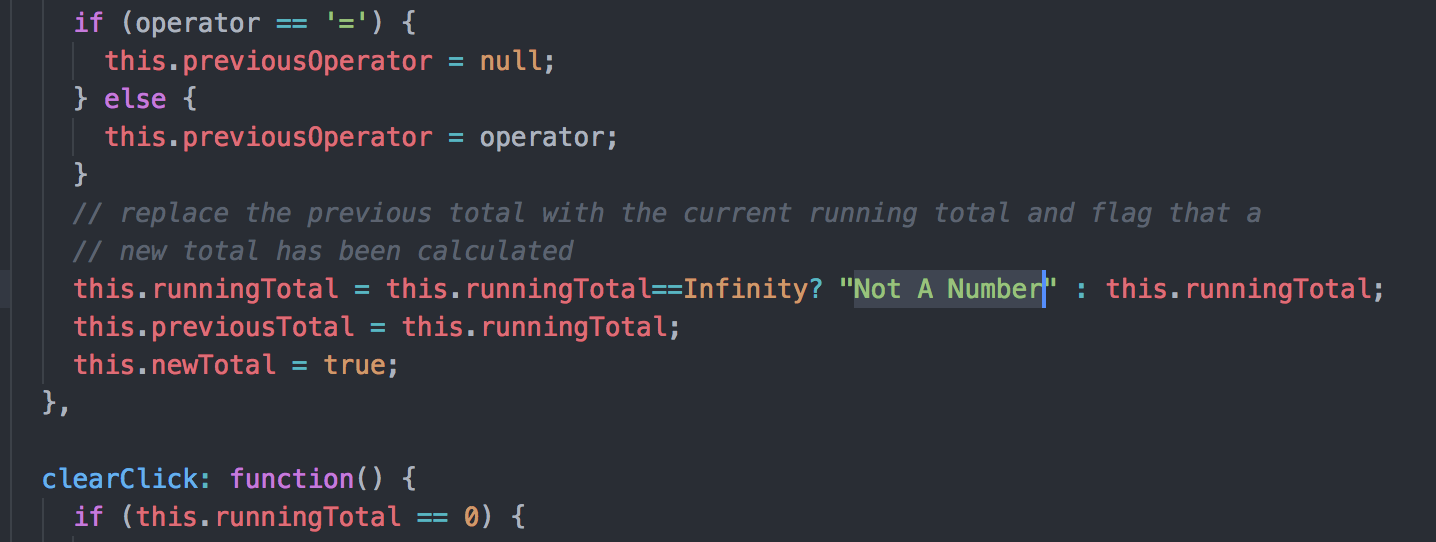 if (operator == '=') {
this.previousOperator = null;
} else {
this.previousOperator = operator;
}
// replace the previous total with the current running total and flag that a
// new total has been calculated
this.runningTotal = this.runningTotal==Infinity? "Not A Number" : this.runningTotal;
this.previousTotal = this.runningTotal;
this.newTotal = true;
},
clearClick: function() {
if (this.runningTotal == 0) {